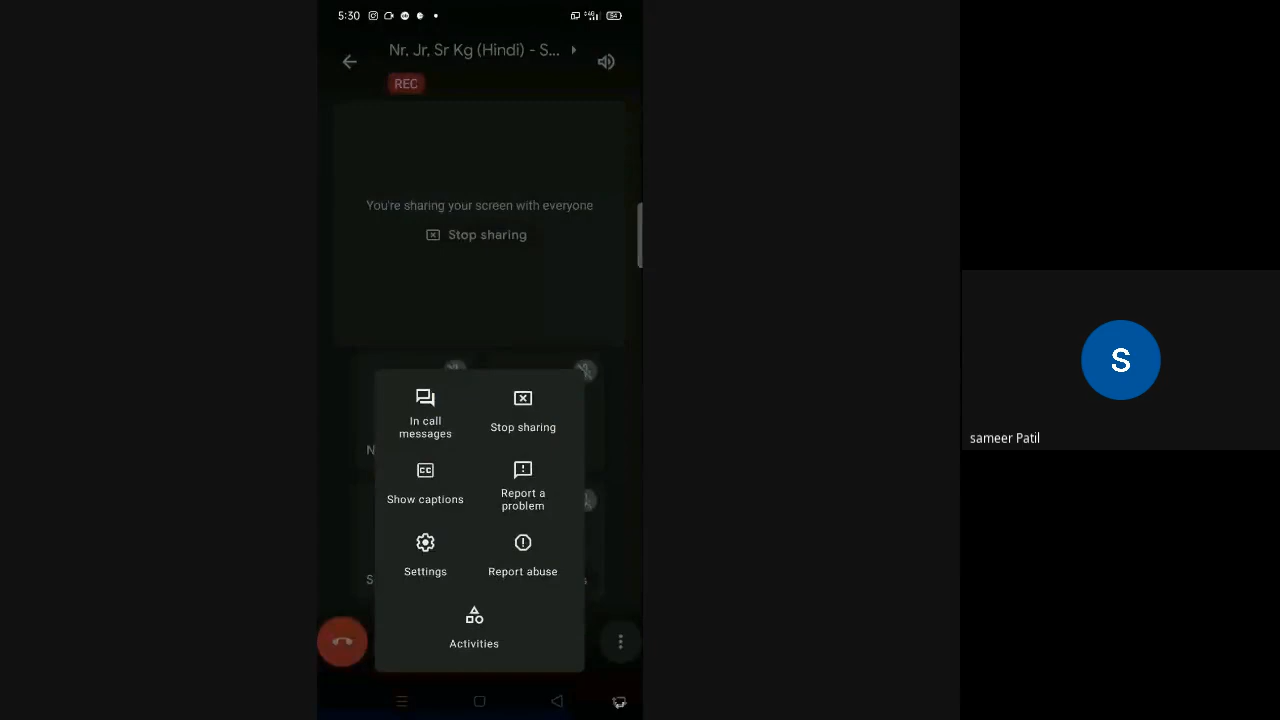 5:30
54
Nr, Jr, Sr Kg (Hindi) - S...
REC
You're sharing your screen with everyone
Stop sharing
In call
messages
Stop sharing
Show captions
Report a
problem
Settings
Report abuse
Activities
S
sameer Patil